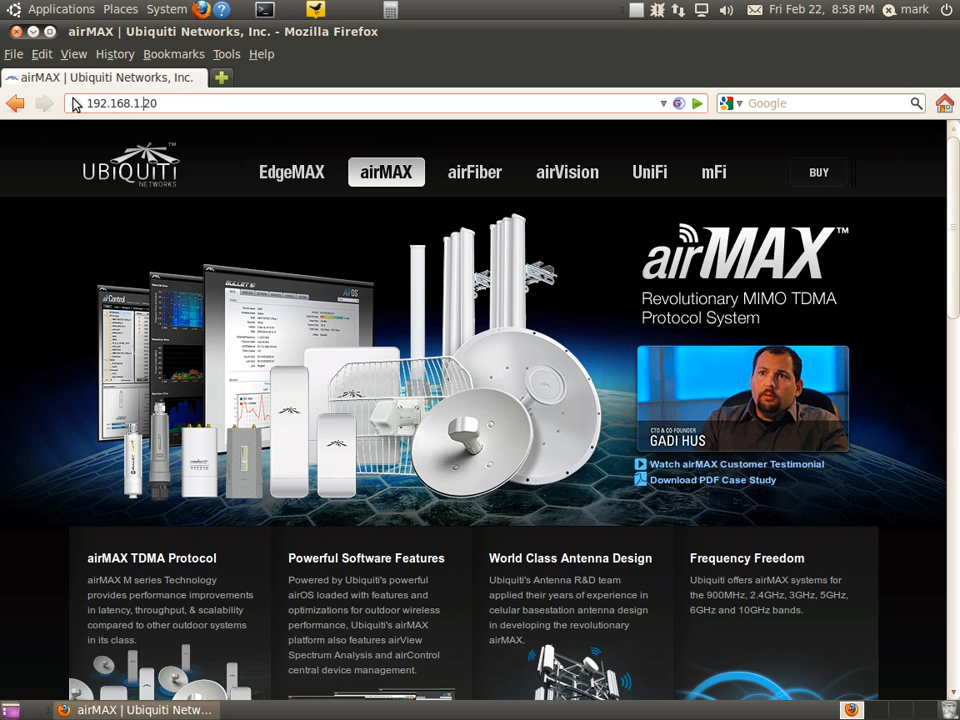 Applications Places System
Fri Feb 22, 8:58 PM mark
airMAX | Ubiquiti Networks, Inc. - Mozilla Firefox
File Edit View History Bookmarks Tools Help
airMAX | Ubiquiti Networks, Inc.
192.168.1.20
Google
UBIQUITI
NETWORKS
EdgeMAX airMAX airFiber airVision UniFi mFi BUY
airMAX™
Revolutionary MIMO TDMA
Protocol System
CTO & CO-FOUNDER
GADI HUS
Watch airMAX Customer Testimonial
Download PDF Case Study
airMAX TDMA Protocol
airMAX M series Technology
provides performance improvements
in latency, throughput, & scalability
compared to other outdoor systems
in its class.
Powerful Software Features
Powered by Ubiquiti's powerful
airOS loaded with features and
optimizations for outdoor wireless
performance, Ubiquiti's airMAX
platform also features airView
Spectrum Analysis and airControl
central device management.
World Class Antenna Design
Ubiquiti's Antenna R&D team
applied their years of experience in
celular basestation antenna design
in developing the revolutionary
airMAX.
Frequency Freedom
Ubiquiti offers airMAX systems for
the 900MHz, 2.4GHz, 3GHz, 5GHz,
6GHz and 10GHz bands.
airMAX | Ubiquiti Netw...